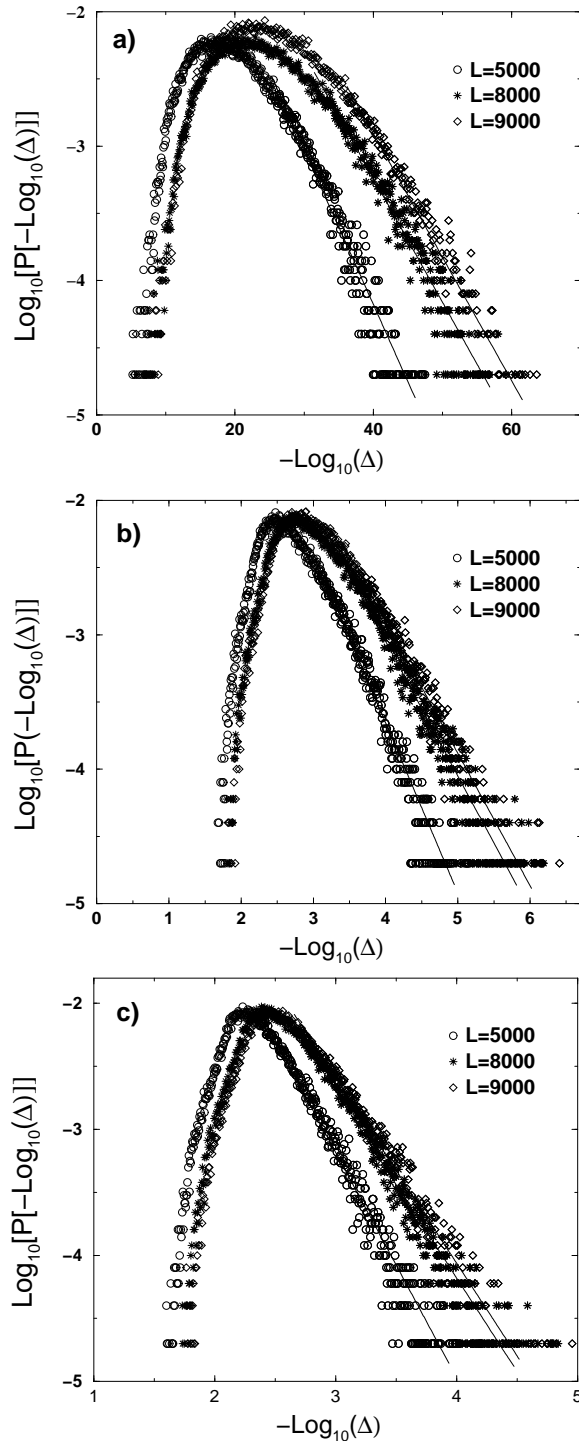 a)
L=5000
L=8000
L=9000
Log10[P[−Log10(Δ)]]
−2
−3
−4
−5
0 20 40 60
−Log10(Δ)
b)
L=5000
L=8000
L=9000
Log10[P(−Log10(Δ)]]
−2
−3
−4
−5
0 1 2 3 4 5 6
−Log10(Δ)
c)
L=5000
L=8000
L=9000
Log10[P[−Log10(Δ)]]
−2
−3
−4
−5
1 2 3 4 5
−Log10(Δ)